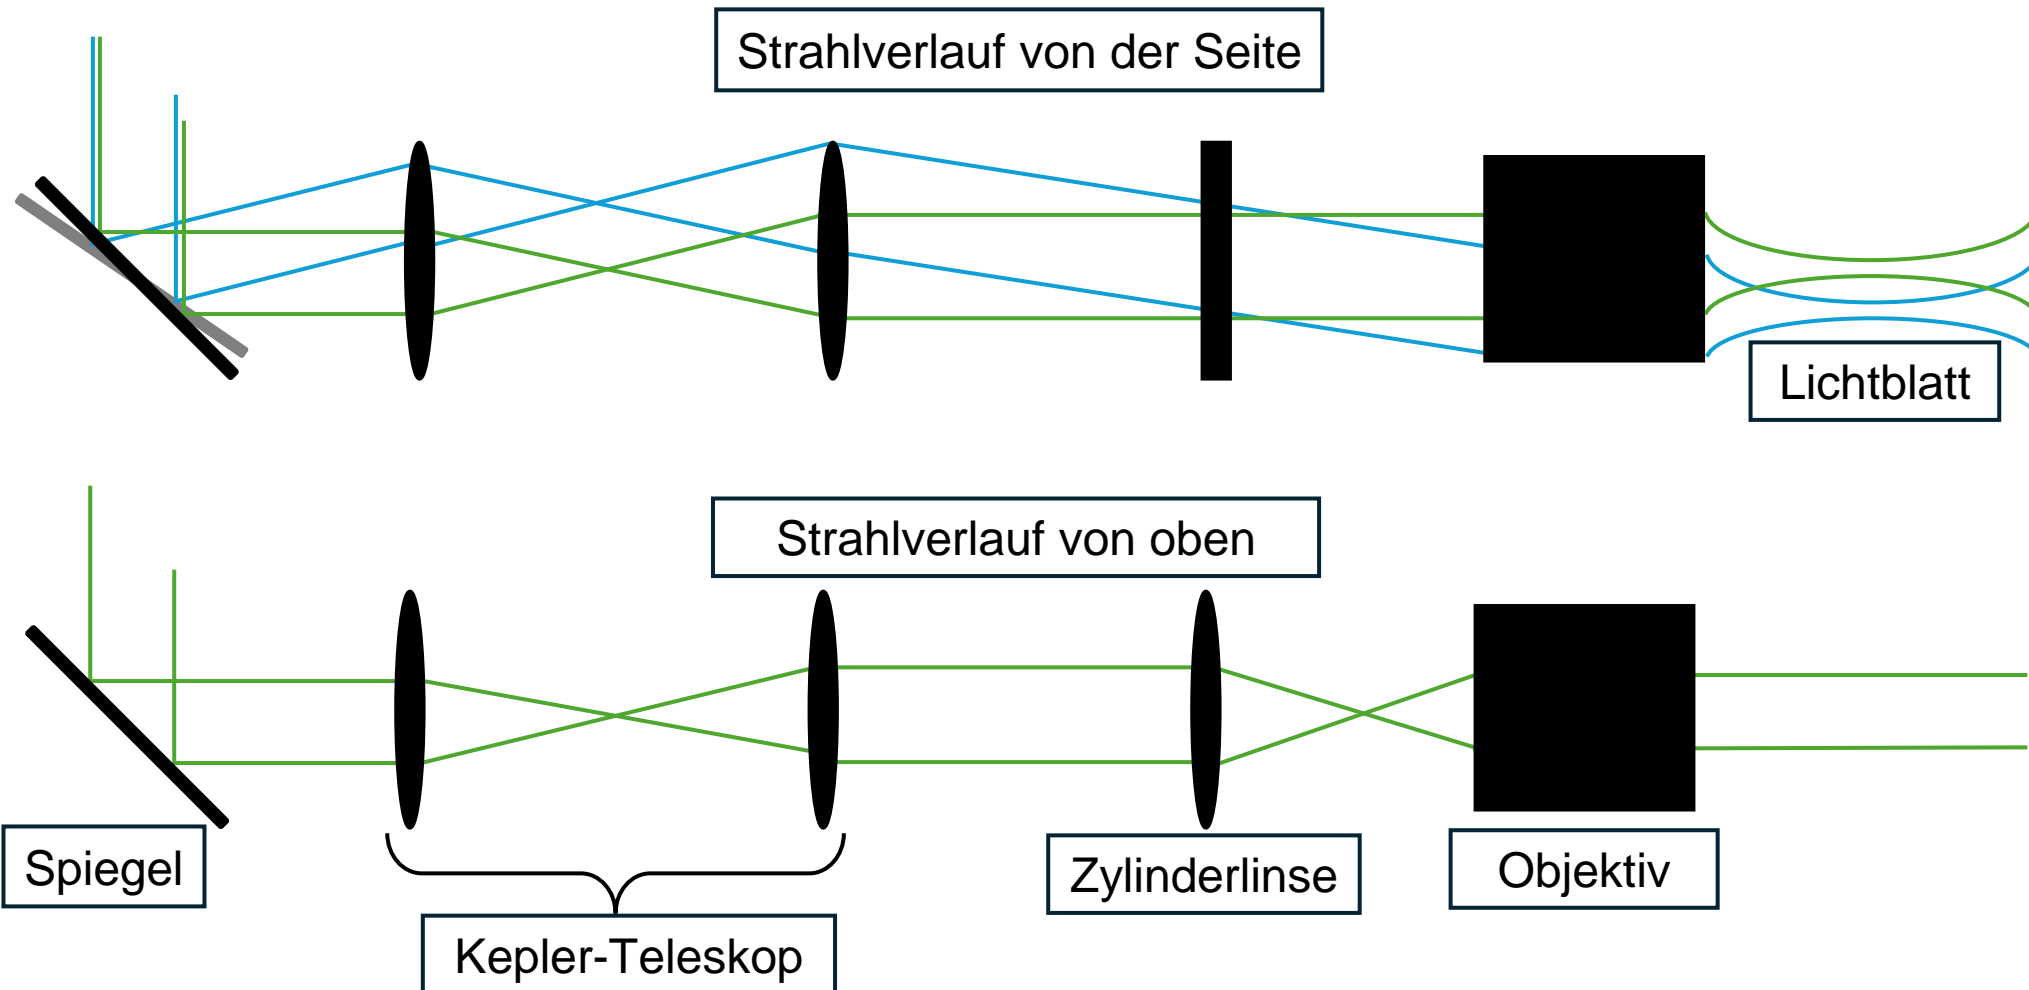 Strahlverlauf von der Seite
Lichtblatt
Strahlverlauf von oben
Spiegel
Kepler-Teleskop
Zylinderlinse
Objektiv